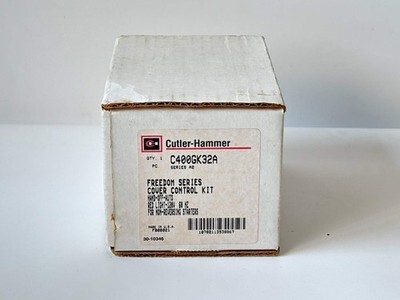 Cutler-Hammer
QTY. 1 C400GK32A
PC. SERIES A2
FREEDOM SERIES
COVER CONTROL KIT
HAND-OFF-AUTO
RED LIGHT-120V 60 HZ
FOR NON-REVERSING STARTERS
MADE IN U.S.A.
30-10346